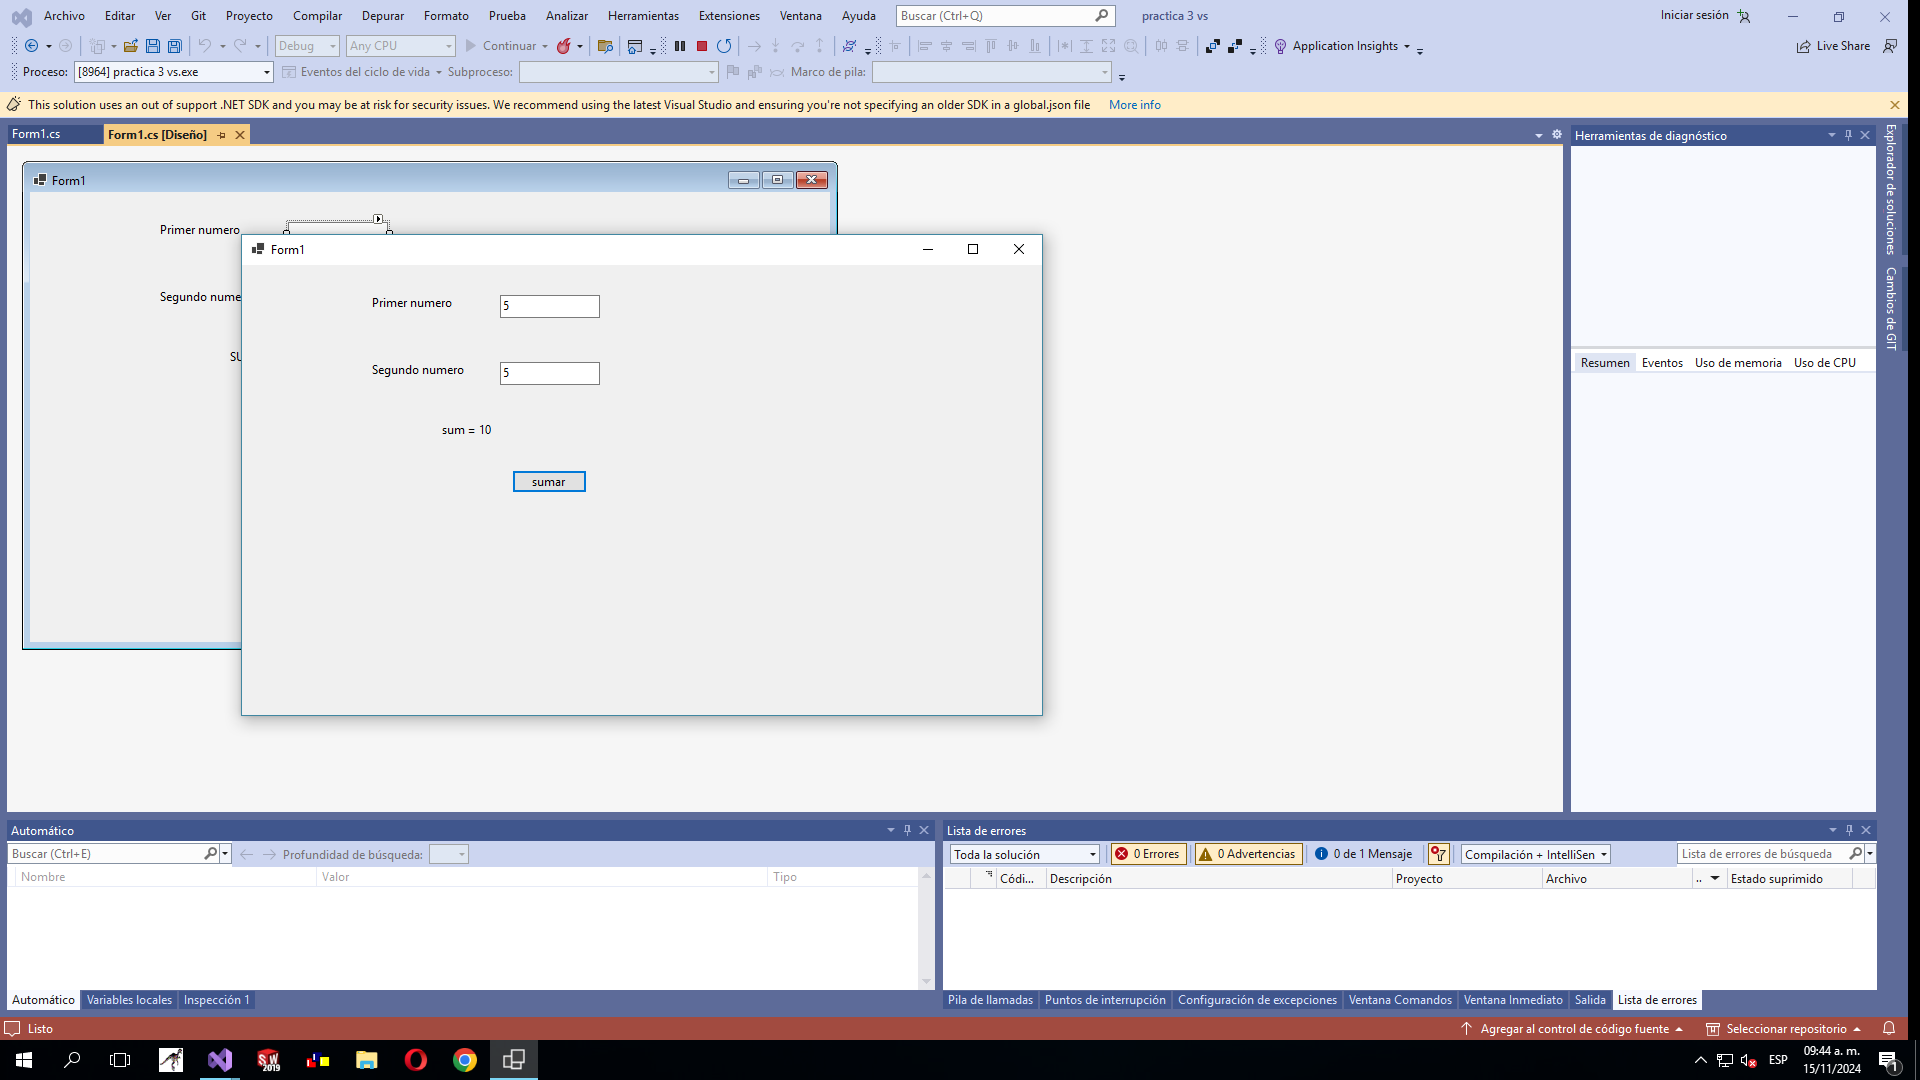 Archivo Editar Ver Git Proyecto Compilar Depurar Formato Prueba Analizar Herramientas Extensiones Ventana Ayuda Buscar (Ctrl+Q) practica 3 vs Iniciar sesión
Debug Any CPU Continuar Application Insights Live Share
Proceso: [8964] practica 3 vs.exe Eventos del ciclo de vida Subproceso: Marco de pila:
This solution uses an out of support .NET SDK and you may be at risk for security issues. We recommend using the latest Visual Studio and ensuring you're not specifying an older SDK in a global.json file More info
Form1.cs Form1.cs [Diseño] Herramientas de diagnóstico
Explorador de soluciones
Cambios de GIT
Form1
Primer numero
Segundo nume
SU
Form1
Primer numero 5
Segundo numero 5
sum = 10
sumar
Resumen Eventos Uso de memoria Uso de CPU
Automático
Buscar (Ctrl+E) Profundidad de búsqueda:
Nombre Valor Tipo
Automático Variables locales Inspección 1
Lista de errores
Toda la solución 0 Errores 0 Advertencias 0 de 1 Mensaje Compilación + IntelliSen Lista de errores de búsqueda
Códi... Descripción Proyecto Archivo .. Estado suprimido
Pila de llamadas Puntos de interrupción Configuración de excepciones Ventana Comandos Ventana Inmediato Salida Lista de errores
Listo Agregar al control de código fuente Seleccionar repositorio
SW 2019 ESP 09:44 a. m.
15/11/2024 1